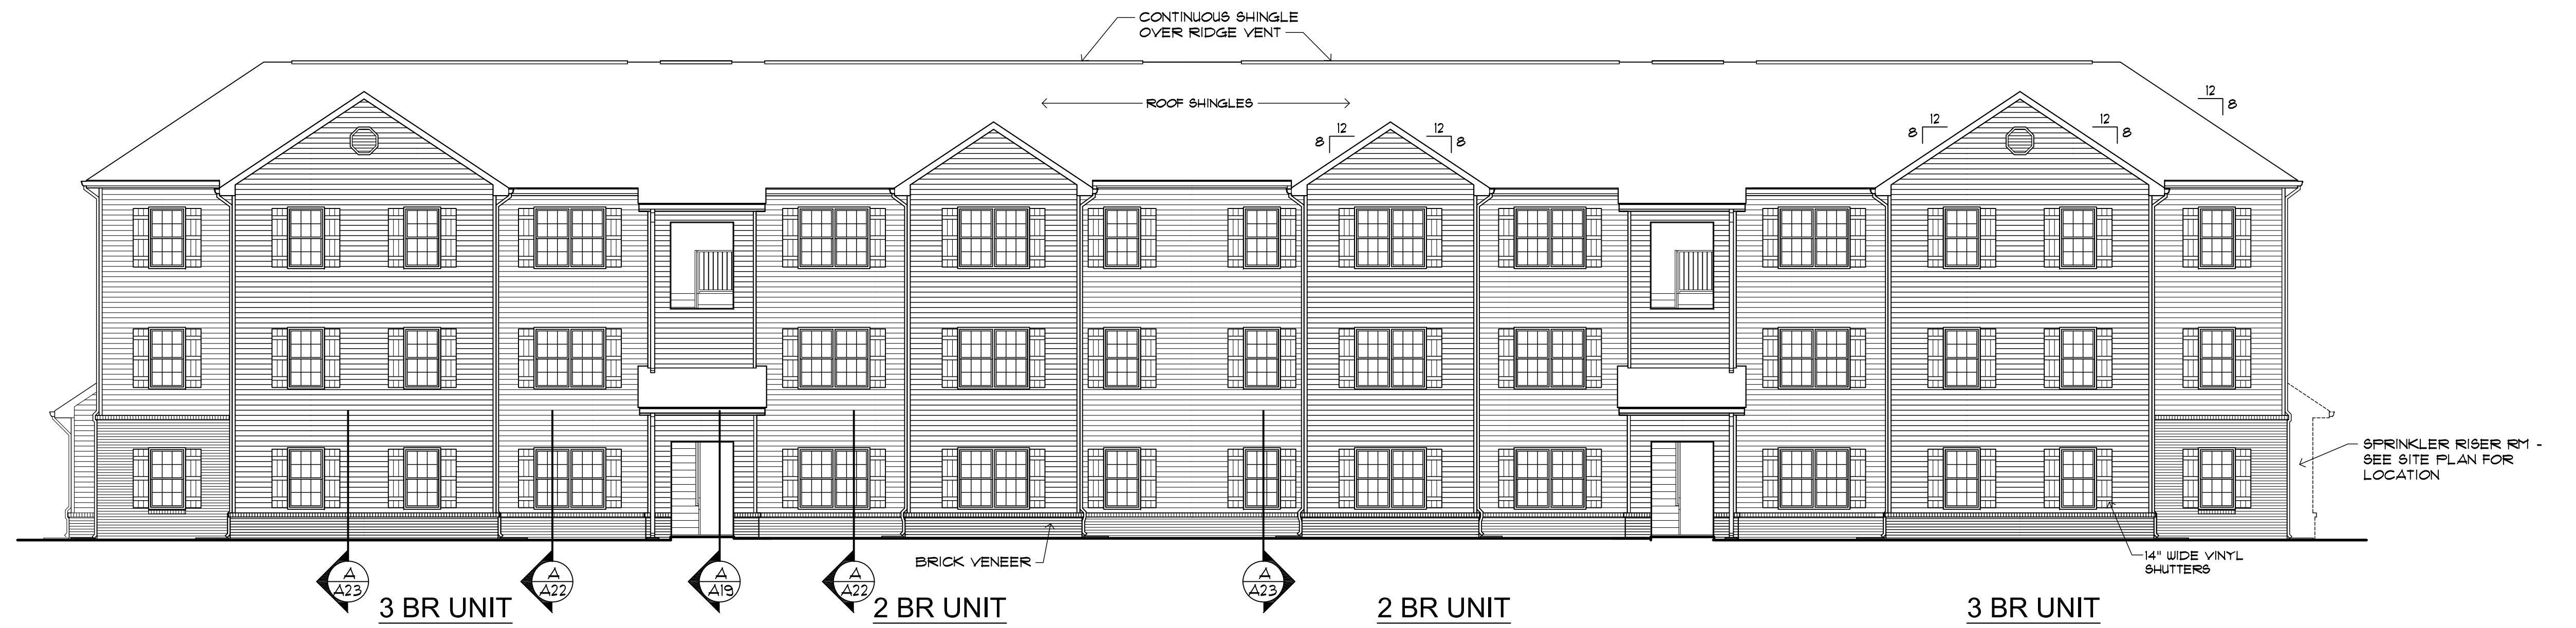 CONTINUOUS SHINGLE
OVER RIDGE VENT
ROOF SHINGLES
12
8
12
8
12
8
12
8
12
8
SPRINKLER RISER RM -
SEE SITE PLAN FOR
LOCATION
BRICK VENEER
14" WIDE VINYL
SHUTTERS
A
A23
A
A22
A
A19
A
A22
A
A23
3 BR UNIT
2 BR UNIT
2 BR UNIT
3 BR UNIT